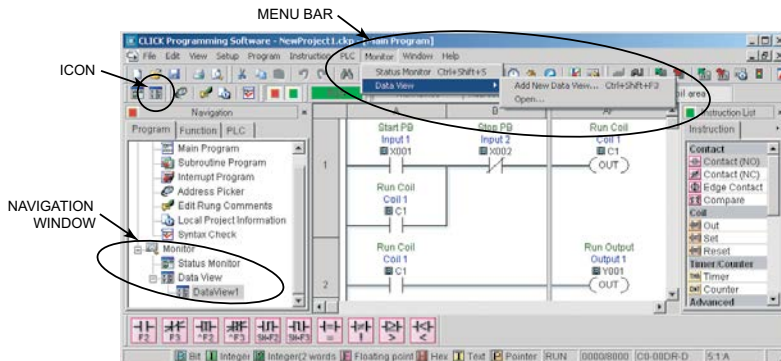 MENU BAR
CLICK Programming Software - NewProject1.ckp - [Main Program]
File Edit View Setup Program Instruction PLC Monitor Window Help
ICON
Status Monitor Ctrl+Shift+S
Data View
Add New Data View... Ctrl+Shift+F2
Open...
Navigation
Program Function PLC
Main Program
Subroutine Program
Interrupt Program
Address Picker
Edit Rung Comments
Local Project Information
Syntax Check
NAVIGATION
WINDOW
Monitor
Status Monitor
Data View
DataView1
A
AF
Start PB
Input 1
X001
Stop PB
Input 2
X002
Run Coil
Coil 1
C1
OUT
1
Run Coil
Coil 1
C1
Run Coil
Coil 1
C1
Run Output
Output 1
Y001
OUT
2
Instruction List
Instruction
Contact
Contact (NO)
Contact (NC)
Edge Contact
Compare
Coil
Out
Set
Reset
Timer/Counter
Timer
Counter
Advanced
F2 F3 ^F2 ^F3 SH+F2 SH+F3 = ! > <
Bit Integer Integer(2 words) Floating point Hex Text Pointer RUN 0000/8000 C0-00DR-D S:1 A